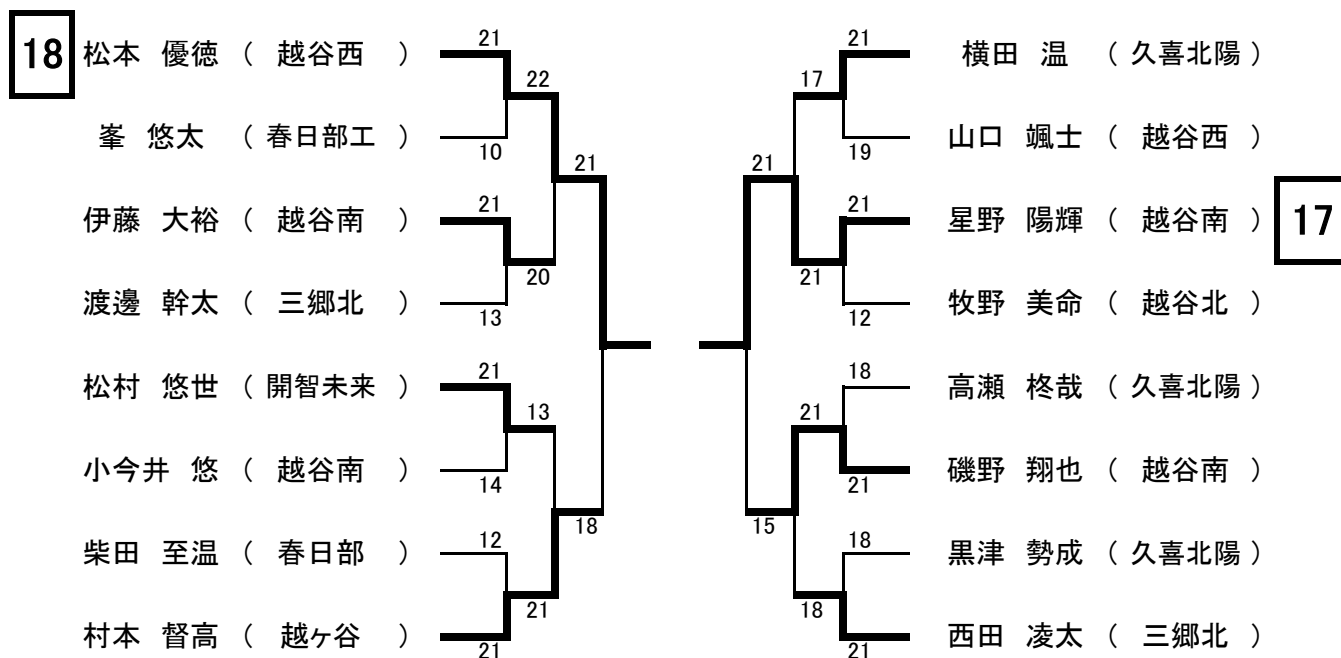 21 21
18 松本 優徳 ( 越谷西 ) 横田 温 ( 久喜北陽 )
22 17
峯 悠太 ( 春日部工 ) 山口 颯士 ( 越谷西 )
10 19
21 21
21 21
伊藤 大裕 ( 越谷南 ) 星野 陽輝 ( 越谷南 ) 17
20 21
渡邊 幹太 ( 三郷北 ) 牧野 美命 ( 越谷北 )
13 12
21 18
松村 悠世 ( 開智未来 ) 高瀬 柊哉 ( 久喜北陽 )
13 21
小今井 悠 ( 越谷南 ) 磯野 翔也 ( 越谷南 )
14 21
18 15
12 18
柴田 至温 ( 春日部 ) 黒津 勢成 ( 久喜北陽 )
21 18
村本 督高 ( 越ヶ谷 ) 西田 凌太 ( 三郷北 )
21 21